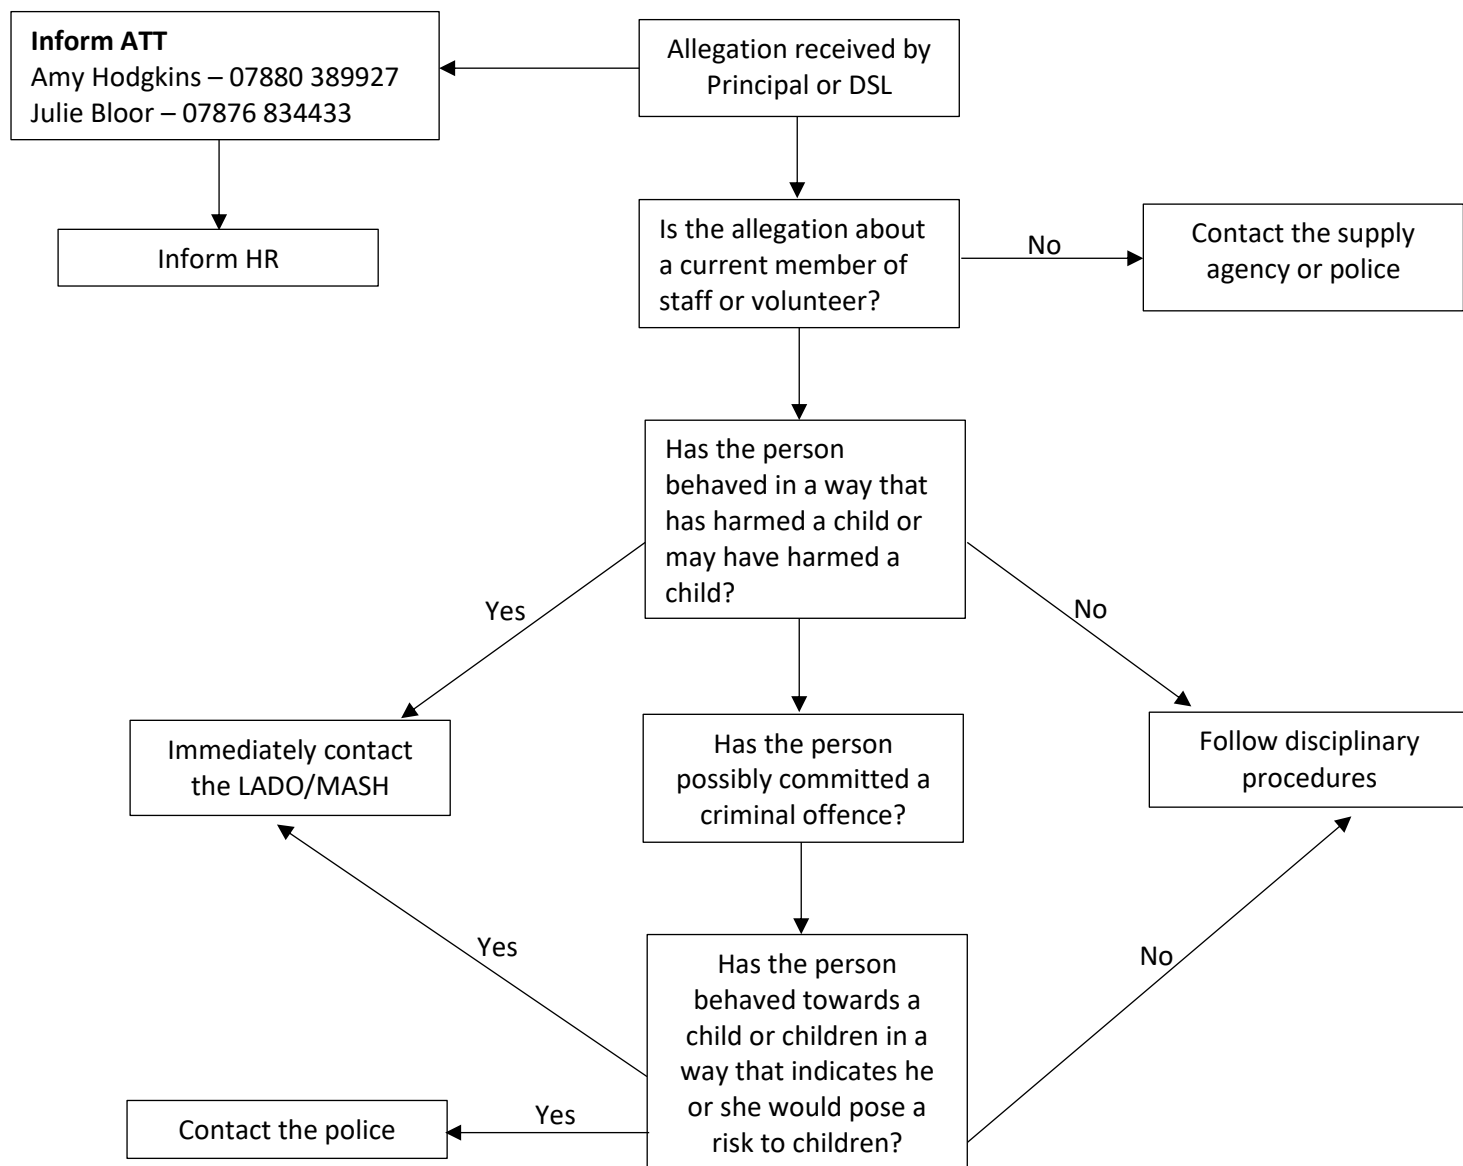 Inform ATT
Amy Hodgkins – 07880 389927
Julie Bloor – 07876 834433
Allegation received by
Principal or DSL
Inform HR
Is the allegation about
a current member of
staff or volunteer?
No
Contact the supply
agency or police
Has the person
behaved in a way that
has harmed a child or
may have harmed a
child?
Yes
No
Immediately contact
the LADO/MASH
Has the person
possibly committed a
criminal offence?
Follow disciplinary
procedures
Yes
No
Has the person
behaved towards a
child or children in a
way that indicates he
or she would pose a
risk to children?
Yes
Contact the police